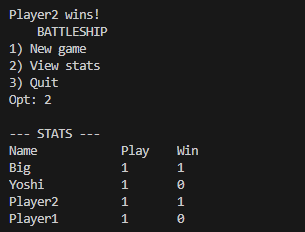 Player2 wins!
    BATTLESHIP
1) New game
2) View stats
3) Quit
Opt: 2

--- STATS ---
Name            Play    Win
Big             1       1
Yoshi           1       0
Player2         1       1
Player1         1       0